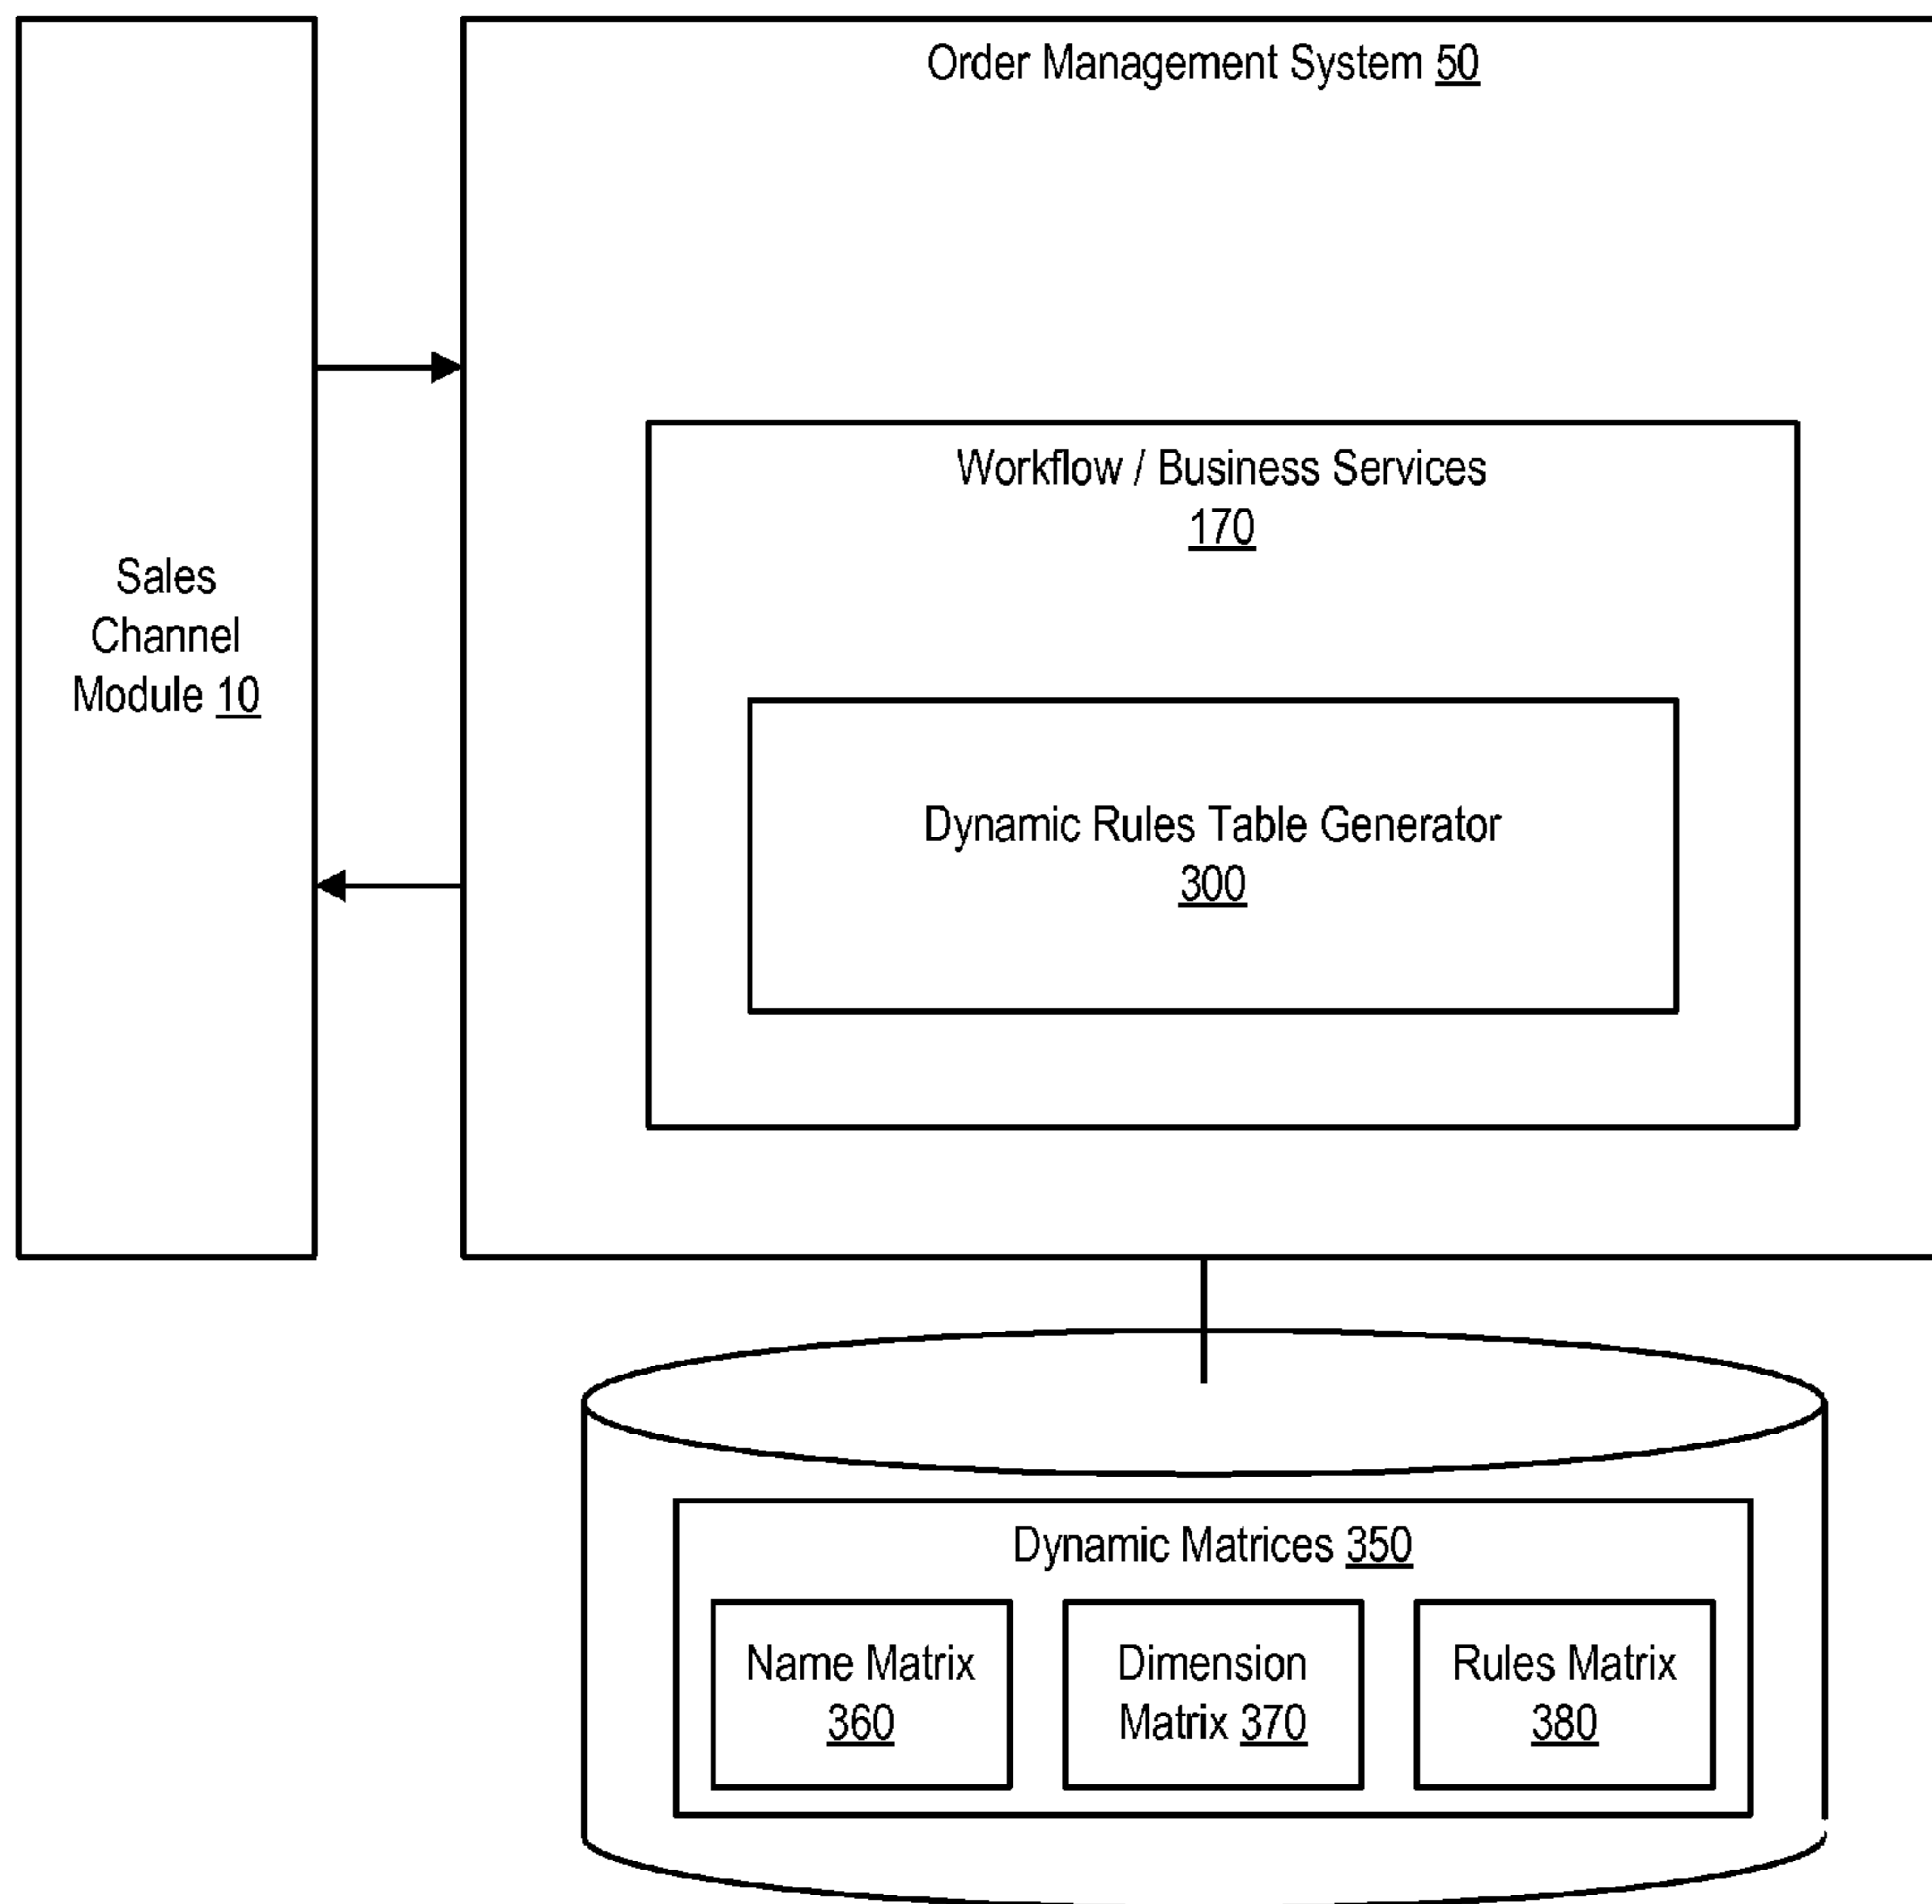 Order Management System 50
Workflow / Business Services
170
Sales
Channel
Module 10
Dynamic Rules Table Generator
300
Dynamic Matrices 350
Name Matrix
360
Dimension
Matrix 370
Rules Matrix
380